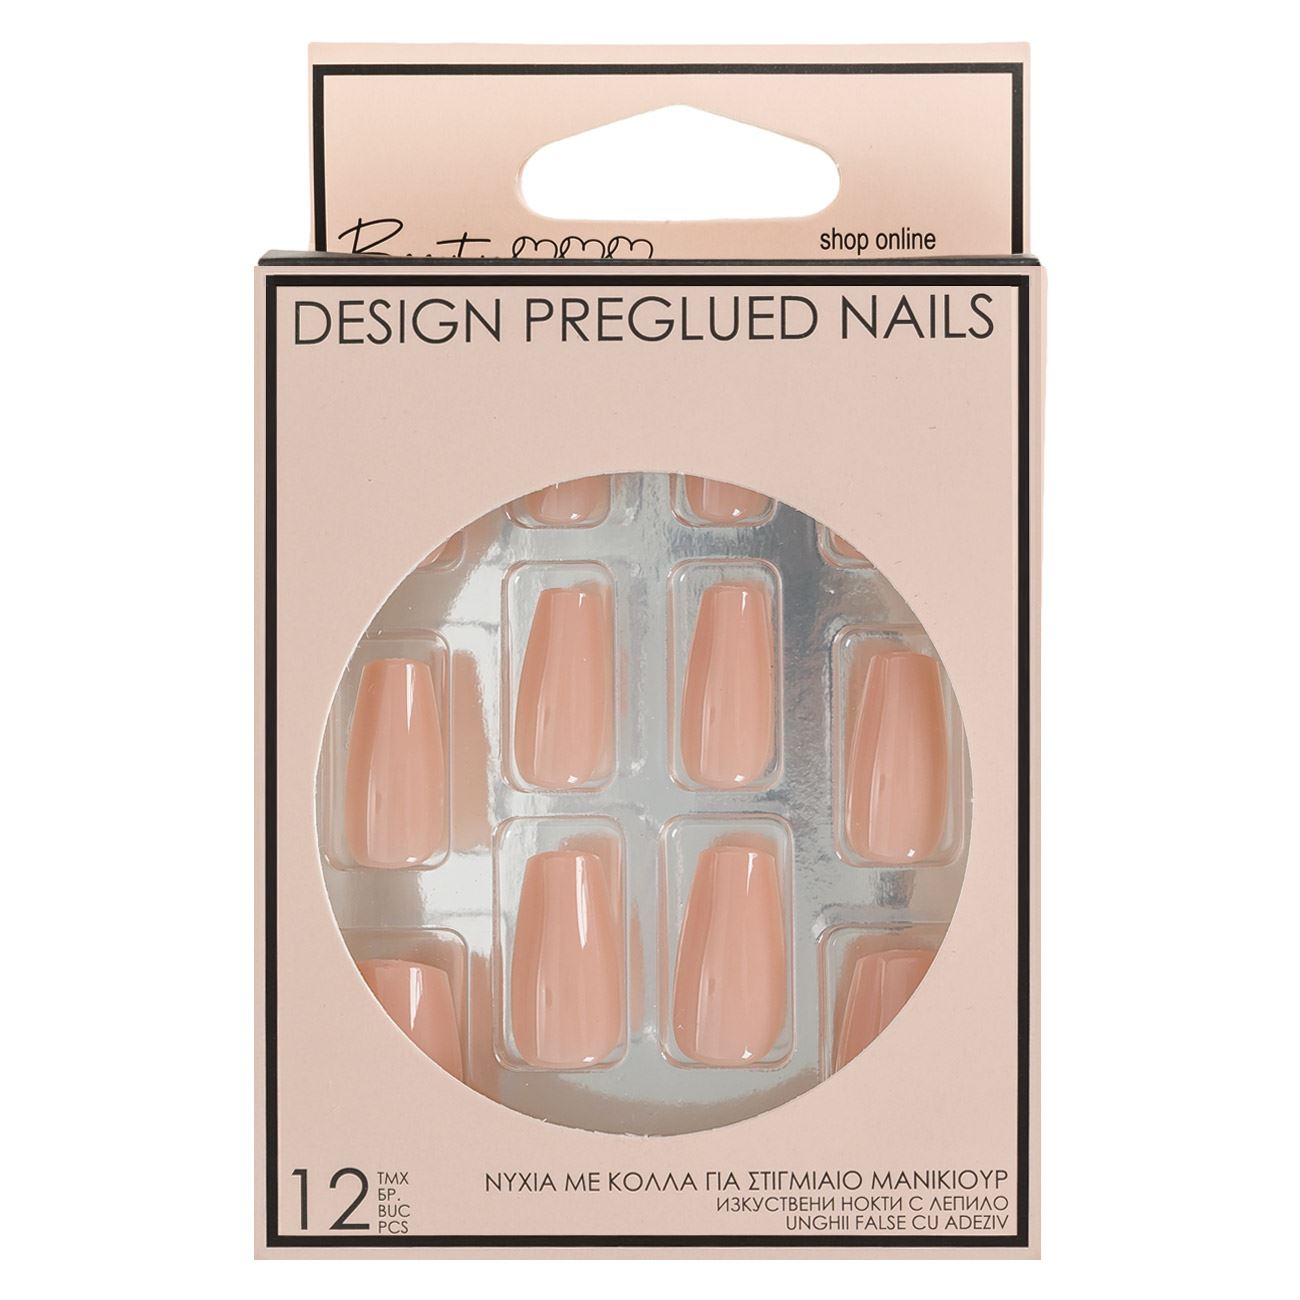 Beauty
shop online
DESIGN PREGLUED NAILS
12
ΤΜΧ
БР.
BUC
PCS
ΝΥΧΙΑ ΜΕ ΚΟΛΛΑ ΓΙΑ ΣΤΙΓΜΙΑΙΟ ΜΑΝΙΚΙΟΥΡ
ИЗКУСТВЕНИ НОКТИ С ЛЕПИЛО
UNGHII FALSE CU ADEZIV